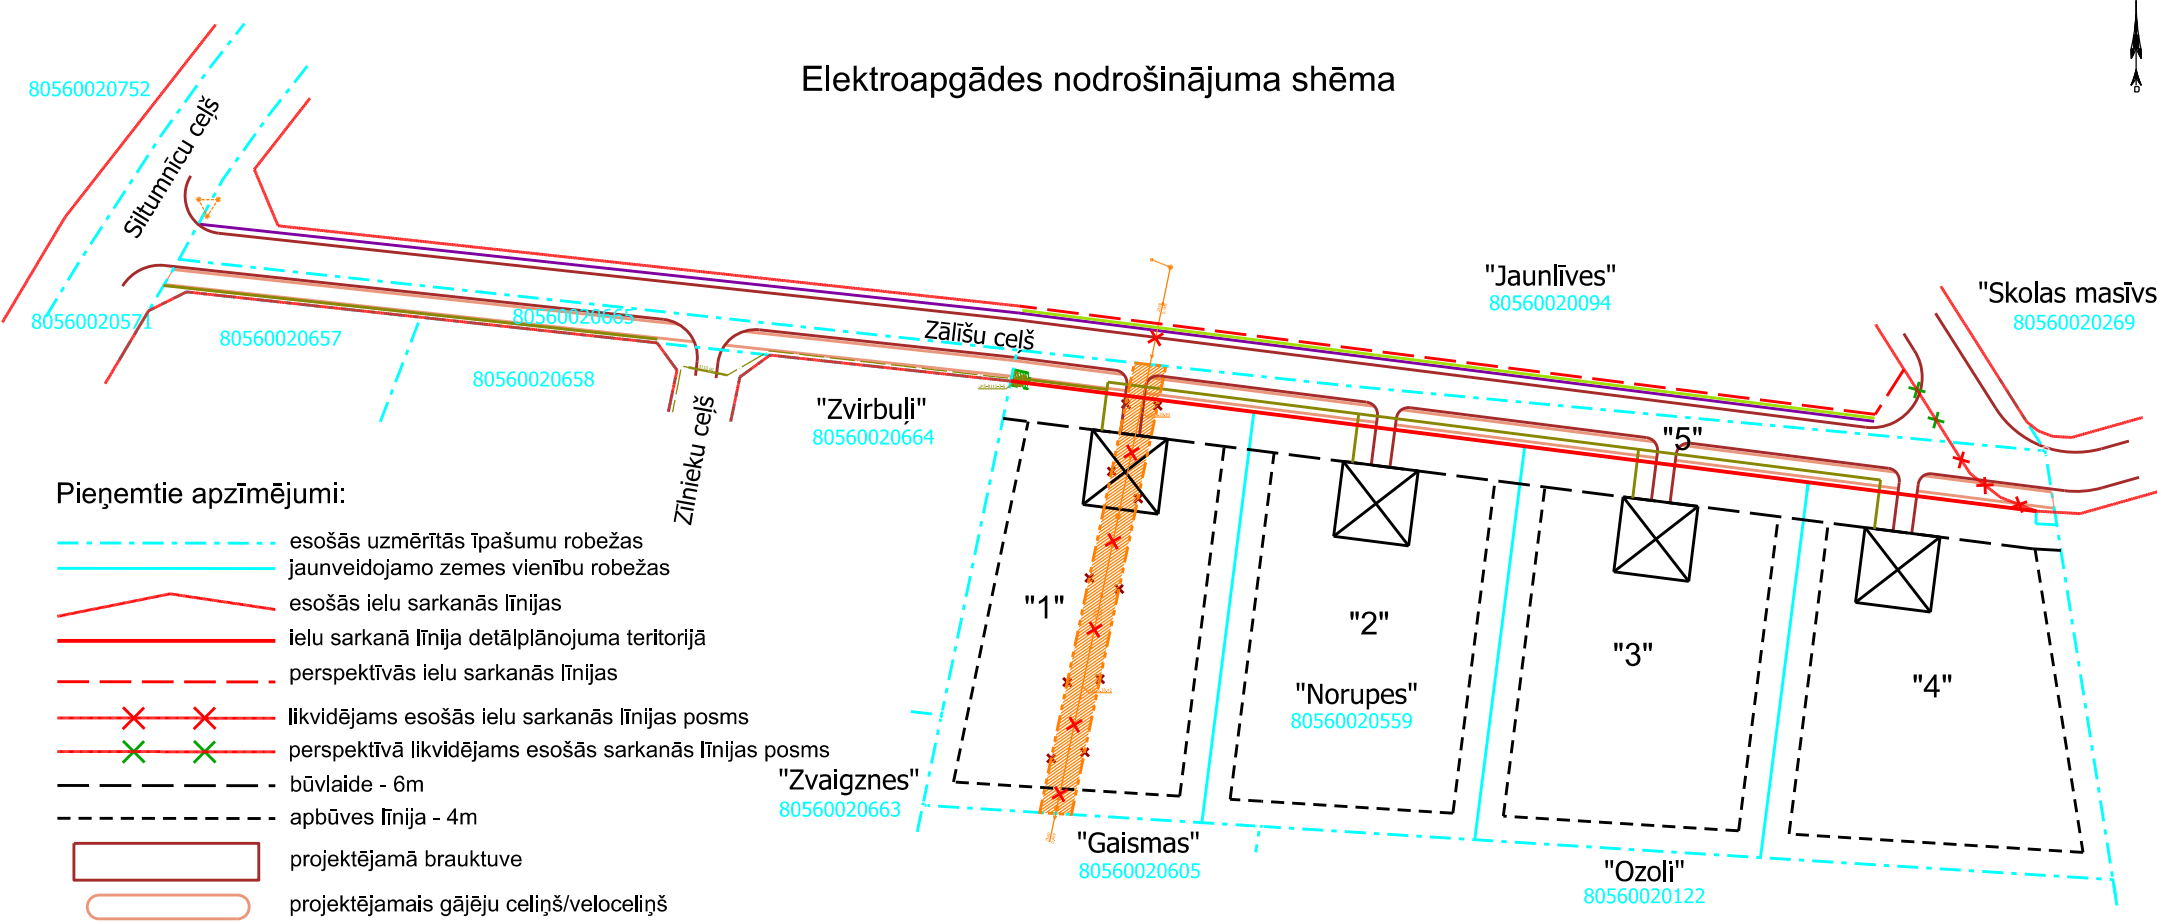 Elektroapgādes nodrošinājuma shēma
80560020752
Siltumnīcu ceļš
"Jaunlīves"
80560020094
"Skolas masīvs
80560020269
80560020571
80560020657
80560020665
Zālīšu ceļš
80560020658
"Zvirbuļi"
80560020664
Zīlnieku ceļš
"5"
Pieņemtie apzīmējumi:
esošās uzmērītās īpašumu robežas
jaunveidojamo zemes vienību robežas
esošās ielu sarkanās līnijas
ielu sarkanā līnija detālplānojuma teritorijā
perspektīvās ielu sarkanās līnijas
likvidējams esošās ielu sarkanās līnijas posms
perspektīvā likvidējams esošās sarkanās līnijas posms
būvlaide - 6m
apbūves līnija - 4m
projektējamā brauktuve
projektējamais gājēju celiņš/veloceliņš
"1"
"2"
"3"
"4"
"Norupes"
80560020559
"Zvaigznes"
80560020663
"Gaismas"
80560020605
"Ozoli"
80560020122